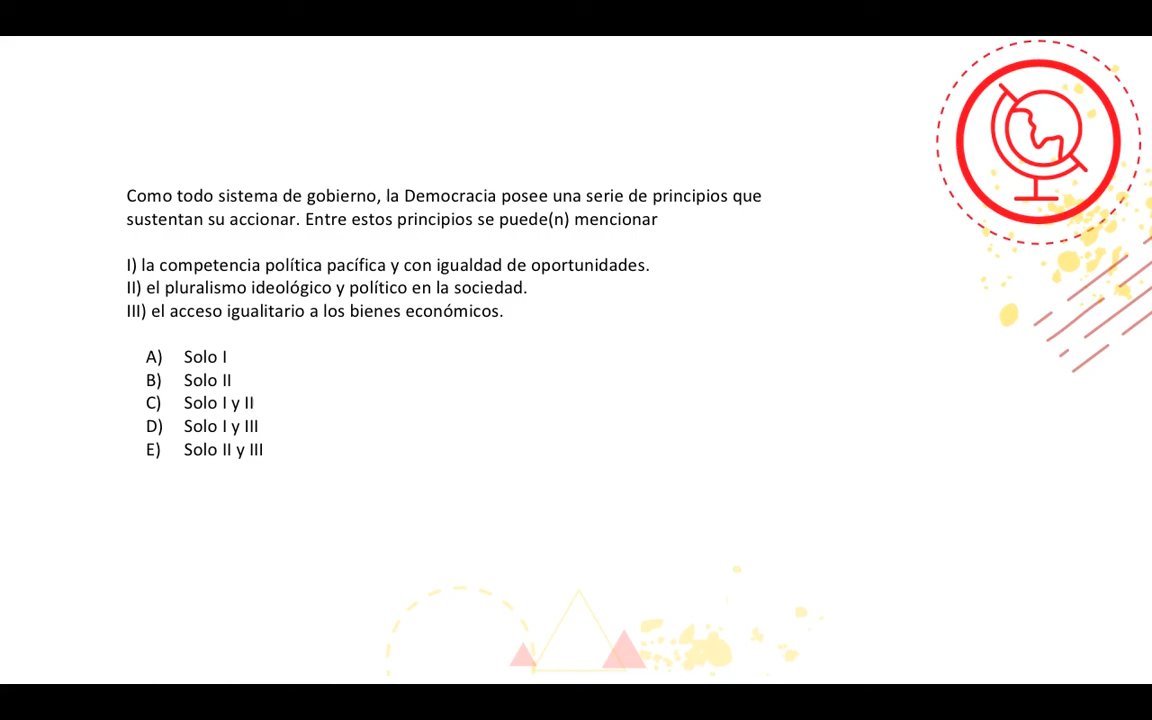 Como todo sistema de gobierno, la Democracia posee una serie de principios que
sustentan su accionar. Entre estos principios se puede(n) mencionar
I) la competencia política pacífica y con igualdad de oportunidades.
II) el pluralismo ideológico y político en la sociedad.
III) el acceso igualitario a los bienes económicos.
A) Solo I
B) Solo II
C) Solo I y II
D) Solo I y III
E) Solo II y III